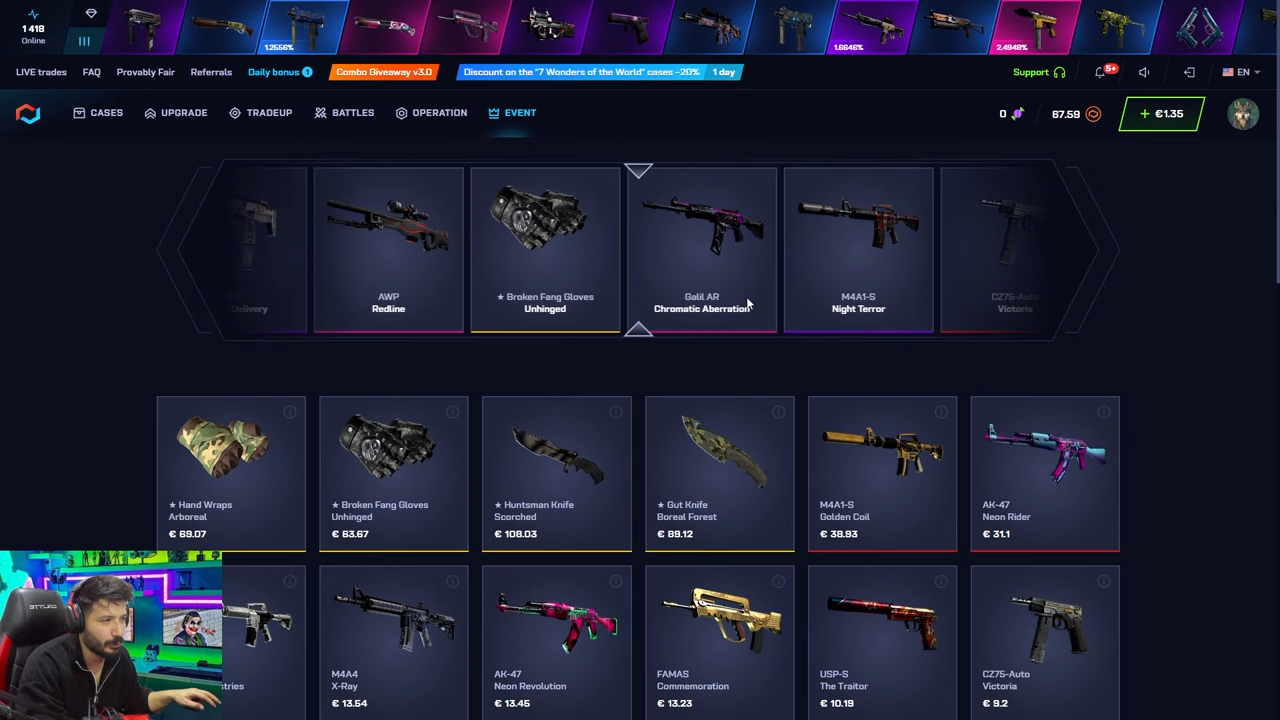 1 418
Online
1.2556%
1.6646%
2.4948%
LIVE trades
FAQ
Provably Fair
Referrals
Daily bonus 1
Combo Giveaway v3.0
Discount on the "7 Wonders of the World" cases −20%
1 day
Support
5+
EN
CASES
UPGRADE
TRADEUP
BATTLES
OPERATION
EVENT
0
67.59
+ €1.35
Delivery
AWP
Redline
★ Broken Fang Gloves
Unhinged
Galil AR
Chromatic Aberration
M4A1-S
Night Terror
CZ75-Auto
Victoria
★ Hand Wraps
Arboreal
€ 69.07
★ Broken Fang Gloves
Unhinged
€ 63.67
★ Huntsman Knife
Scorched
€ 108.03
★ Gut Knife
Boreal Forest
€ 89.12
M4A1-S
Golden Coil
€ 38.93
AK-47
Neon Rider
€ 31.1
M4A4
X-Ray
€ 13.54
AK-47
Neon Revolution
€ 13.45
FAMAS
Commemoration
€ 13.23
USP-S
The Traitor
€ 10.19
CZ75-Auto
Victoria
€ 9.2